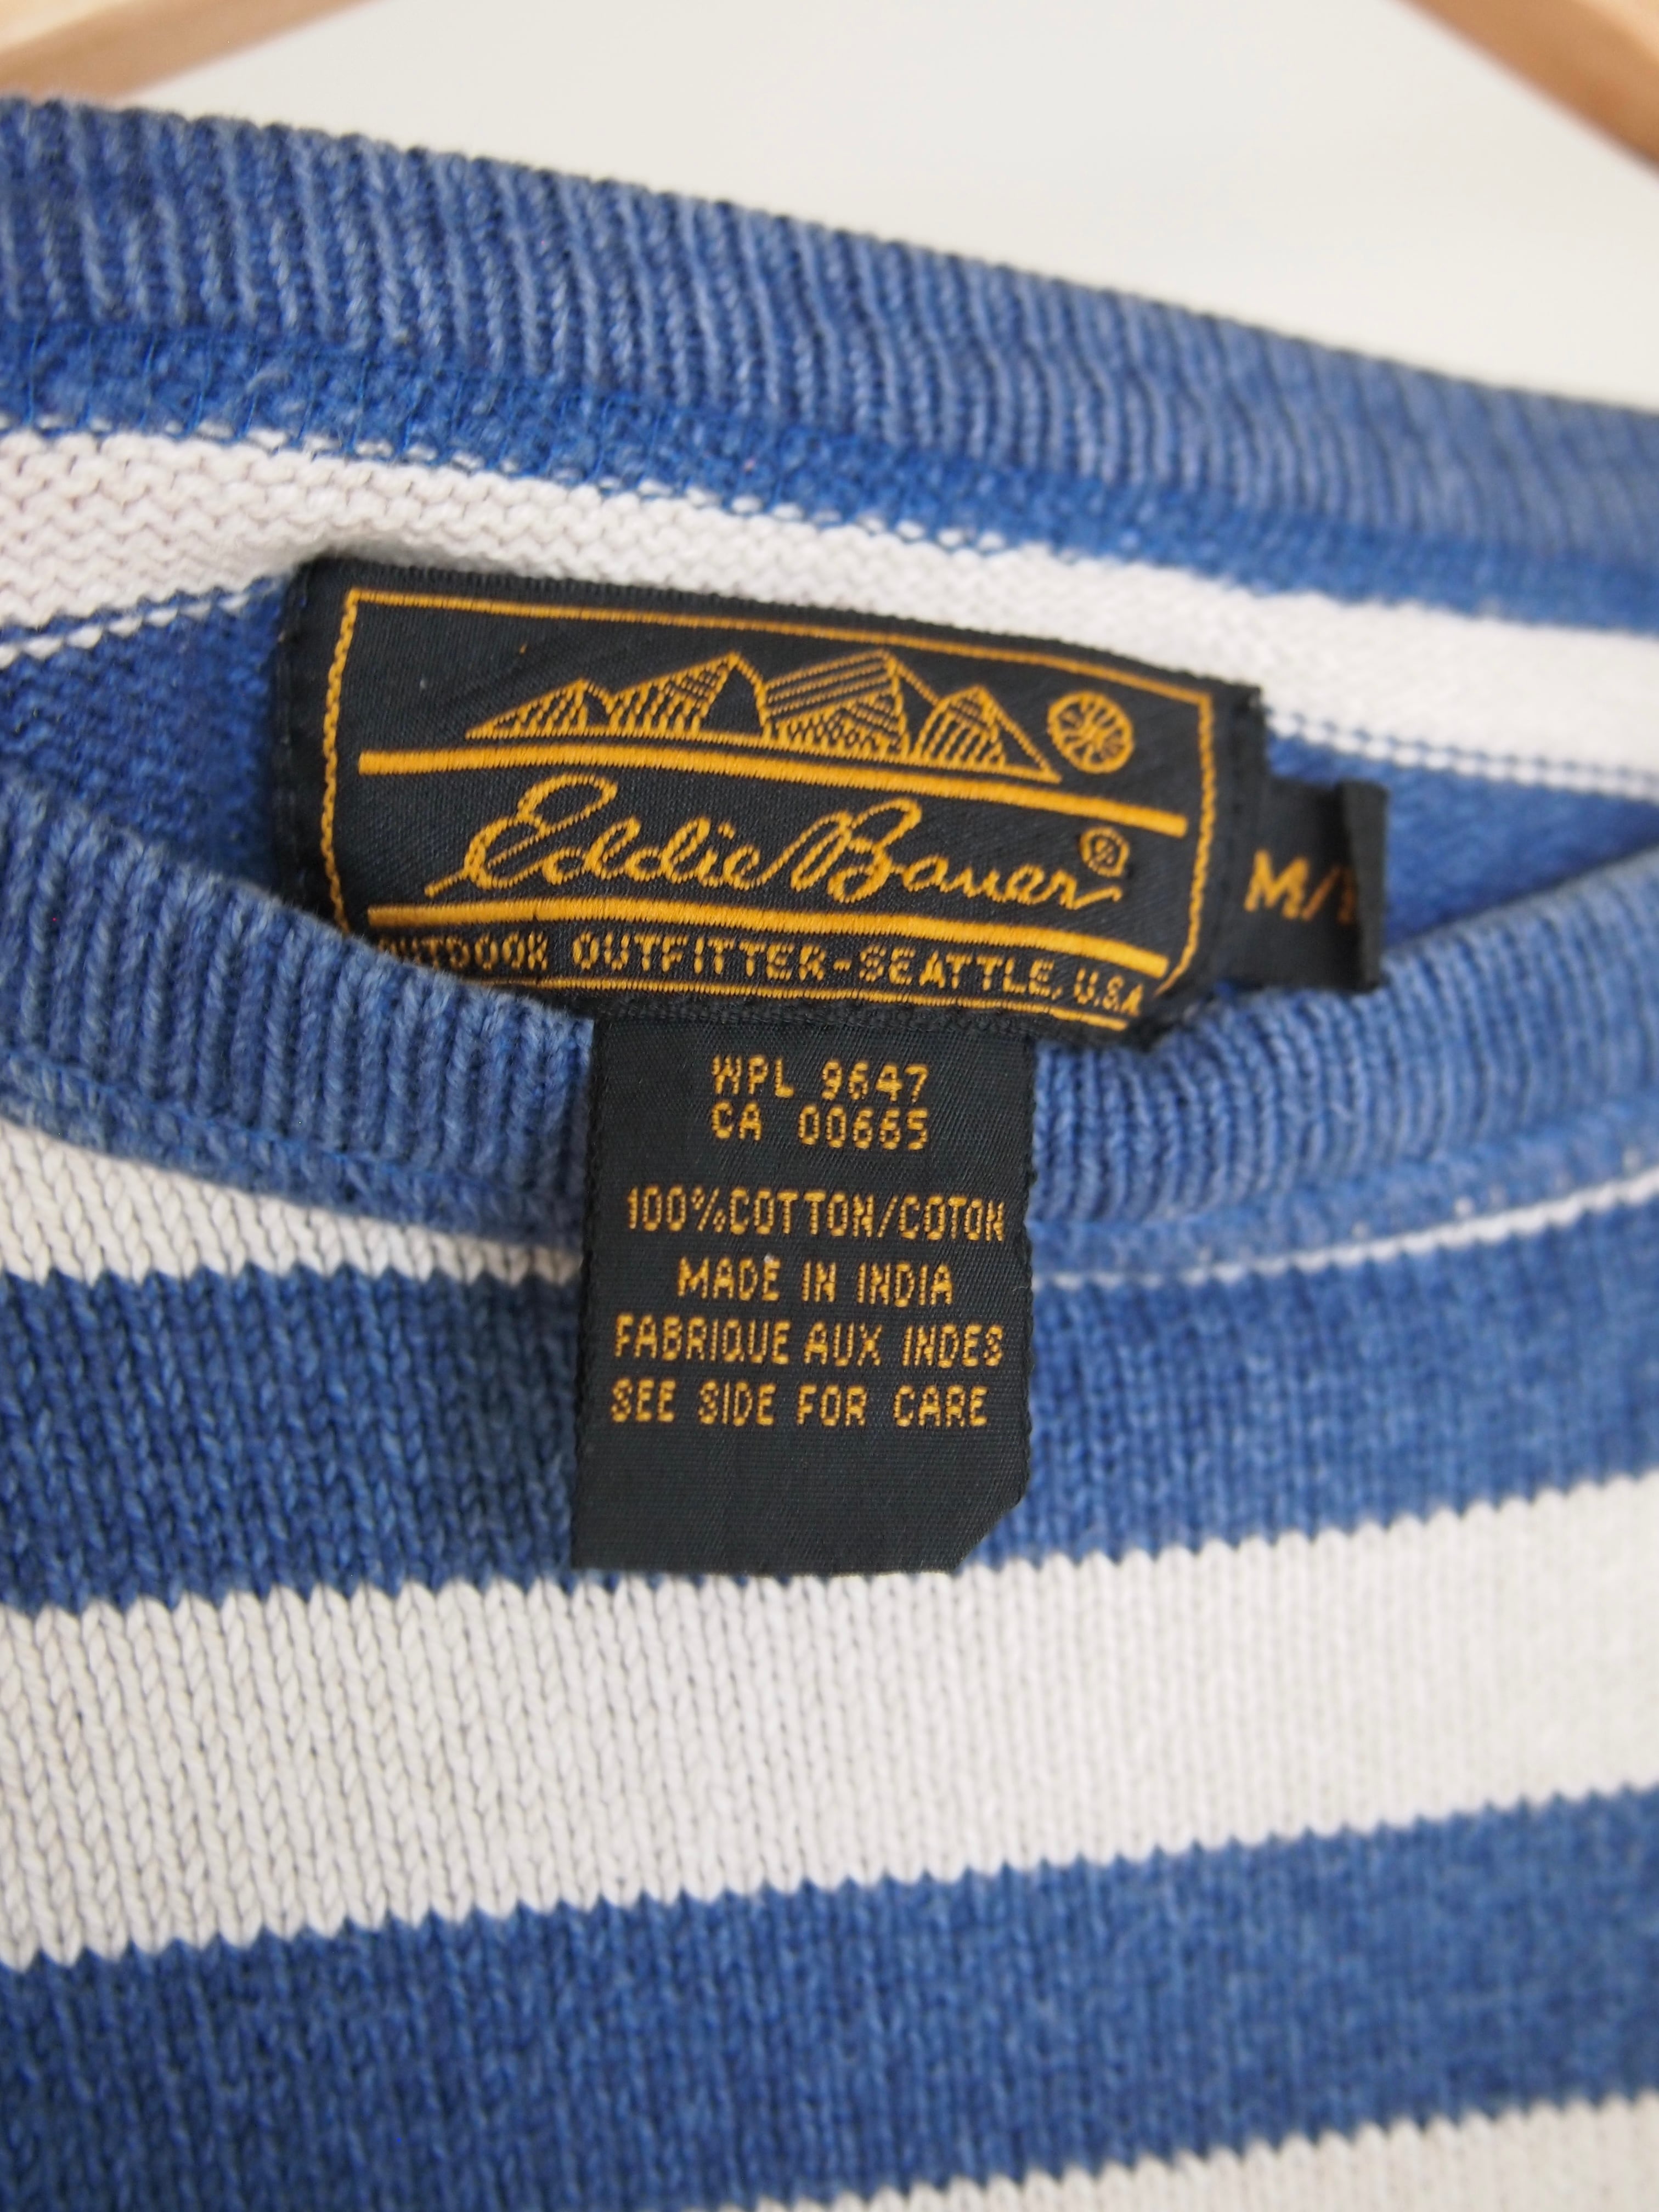 Eddie Bauer®
M/
OUTDOOR OUTFITTER-SEATTLE, U.S.A
WPL 9647
CA 00665
100%COTTON/COTON
MADE IN INDIA
FABRIQUE AUX INDES
SEE SIDE FOR CARE